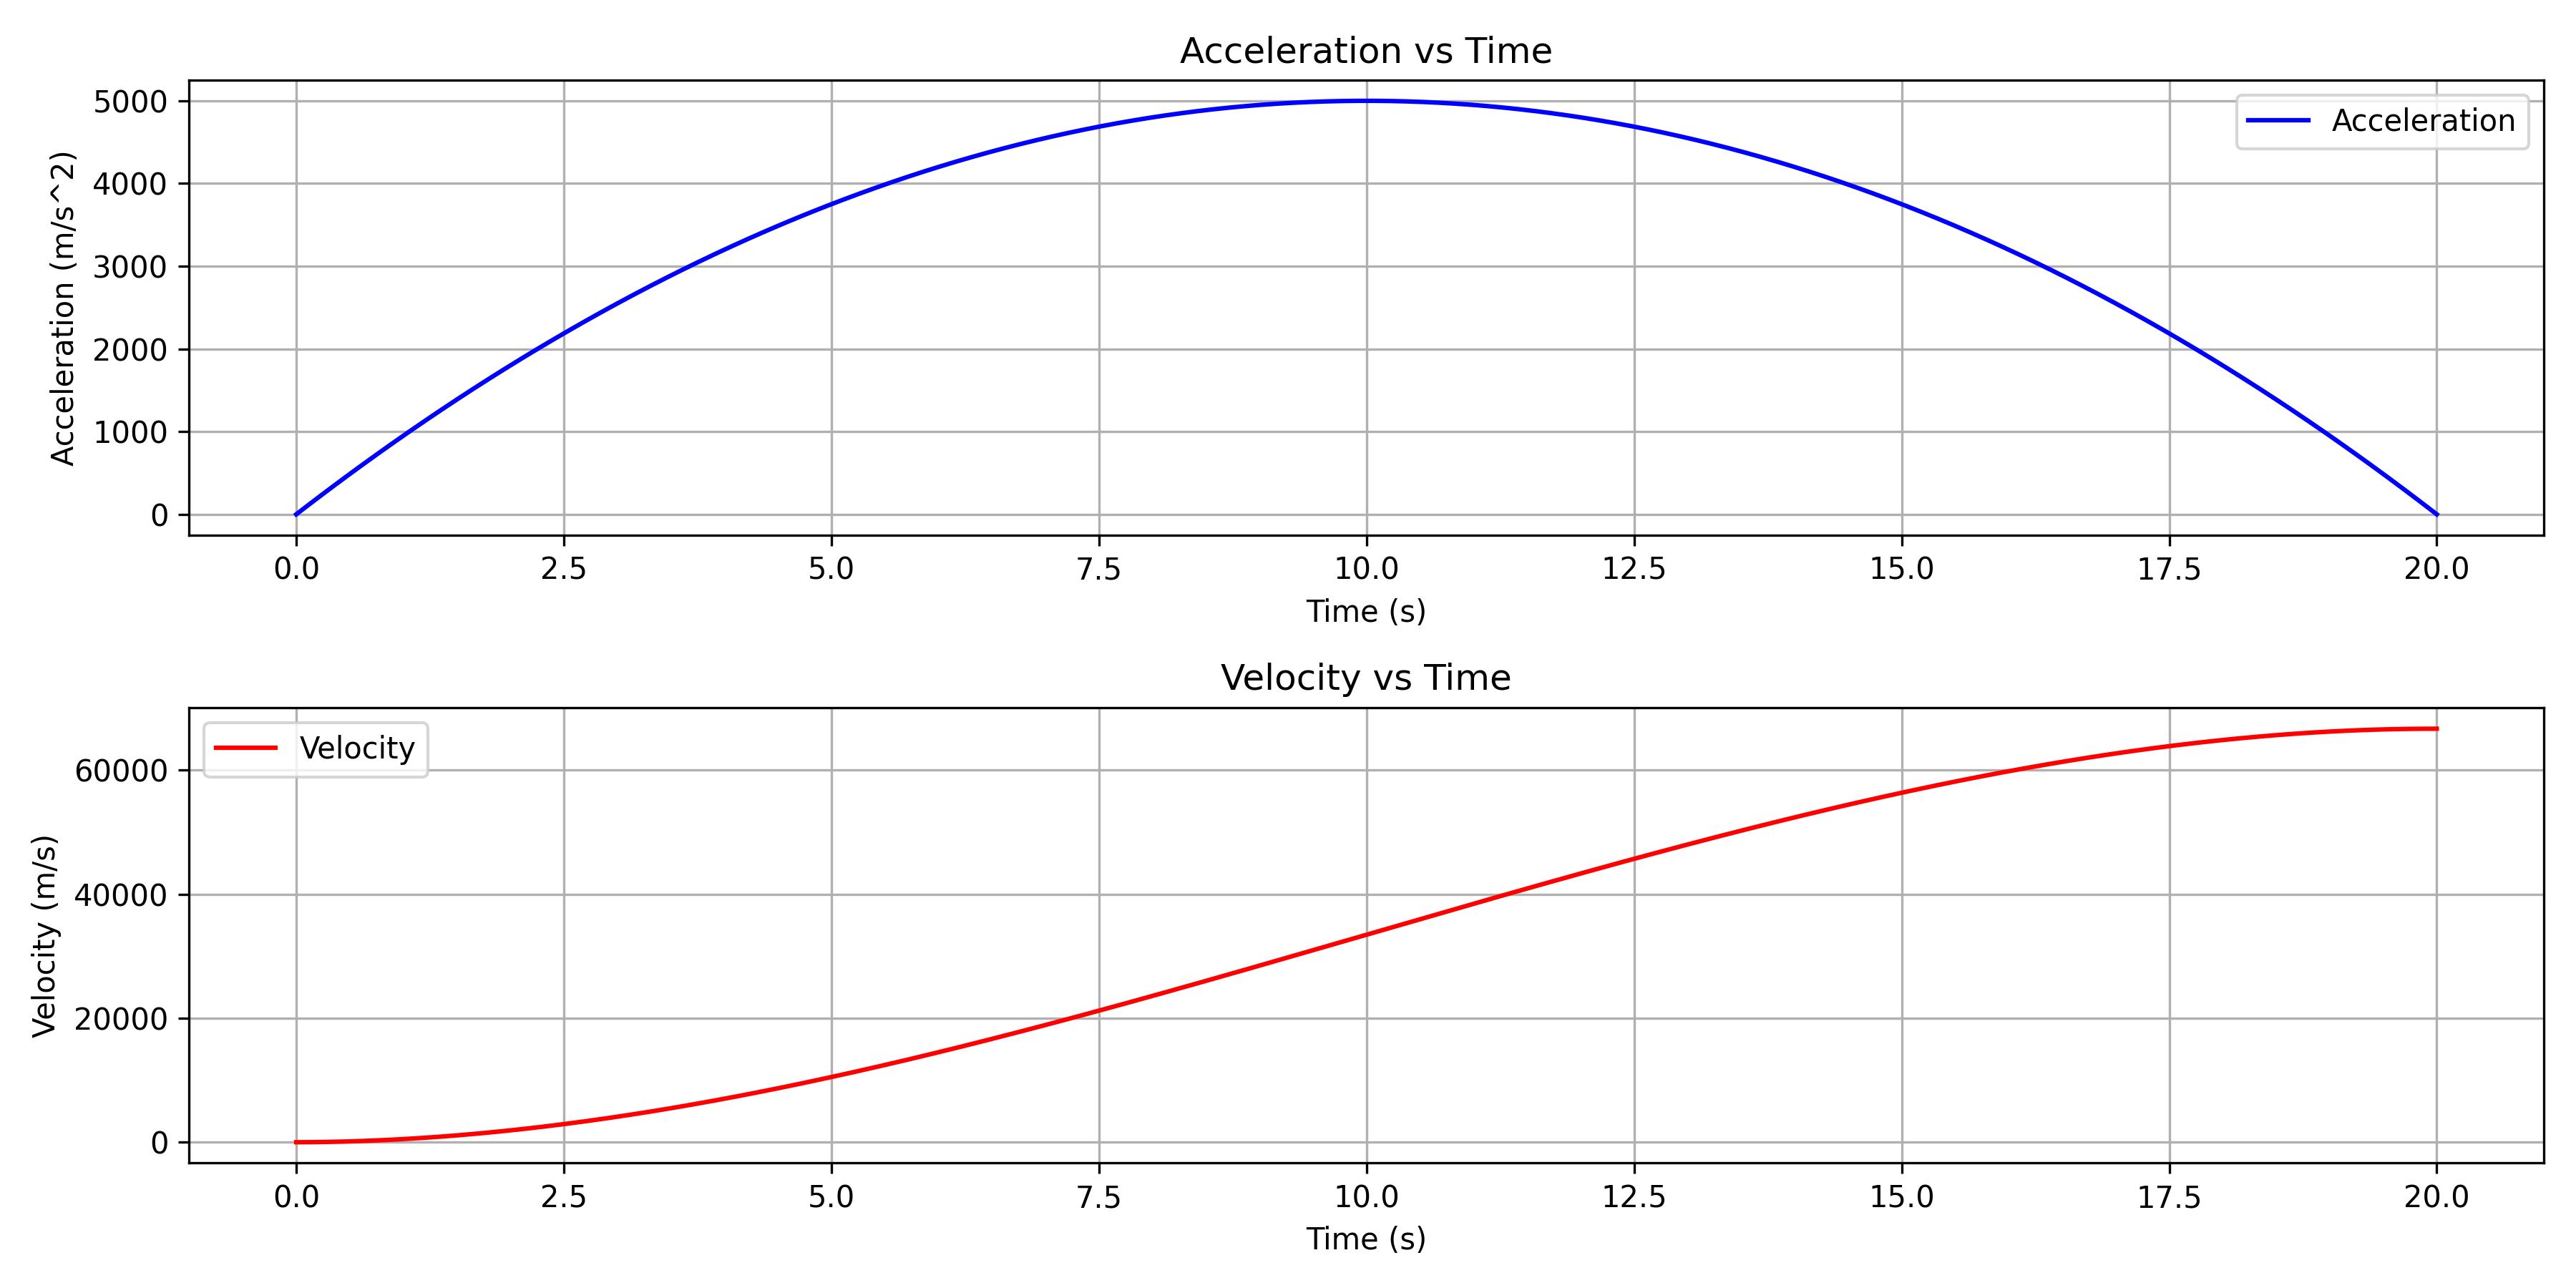 Acceleration vs Time
Acceleration (m/s^2)
5000
4000
3000
2000
1000
0
Acceleration
0.0 2.5 5.0 7.5 10.0 12.5 15.0 17.5 20.0
Time (s)
Velocity vs Time
Velocity (m/s)
60000
40000
20000
0
Velocity
0.0 2.5 5.0 7.5 10.0 12.5 15.0 17.5 20.0
Time (s)